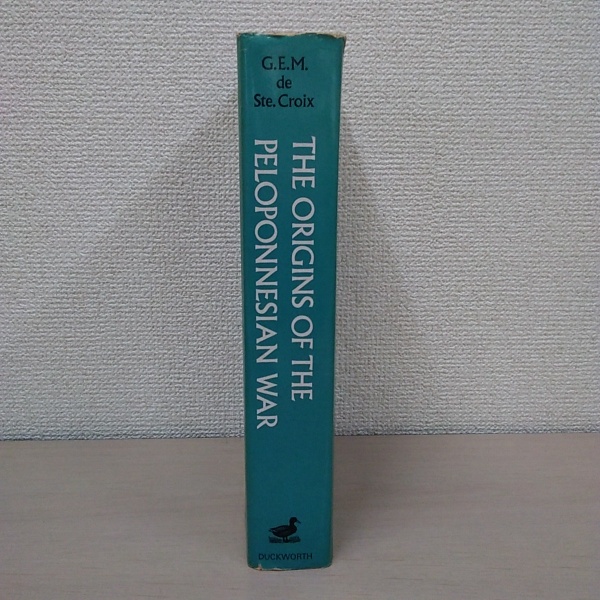 G.E.M.
de
Ste. Croix
THE ORIGINS OF THE
PELOPONNESIAN WAR
DUCKWORTH